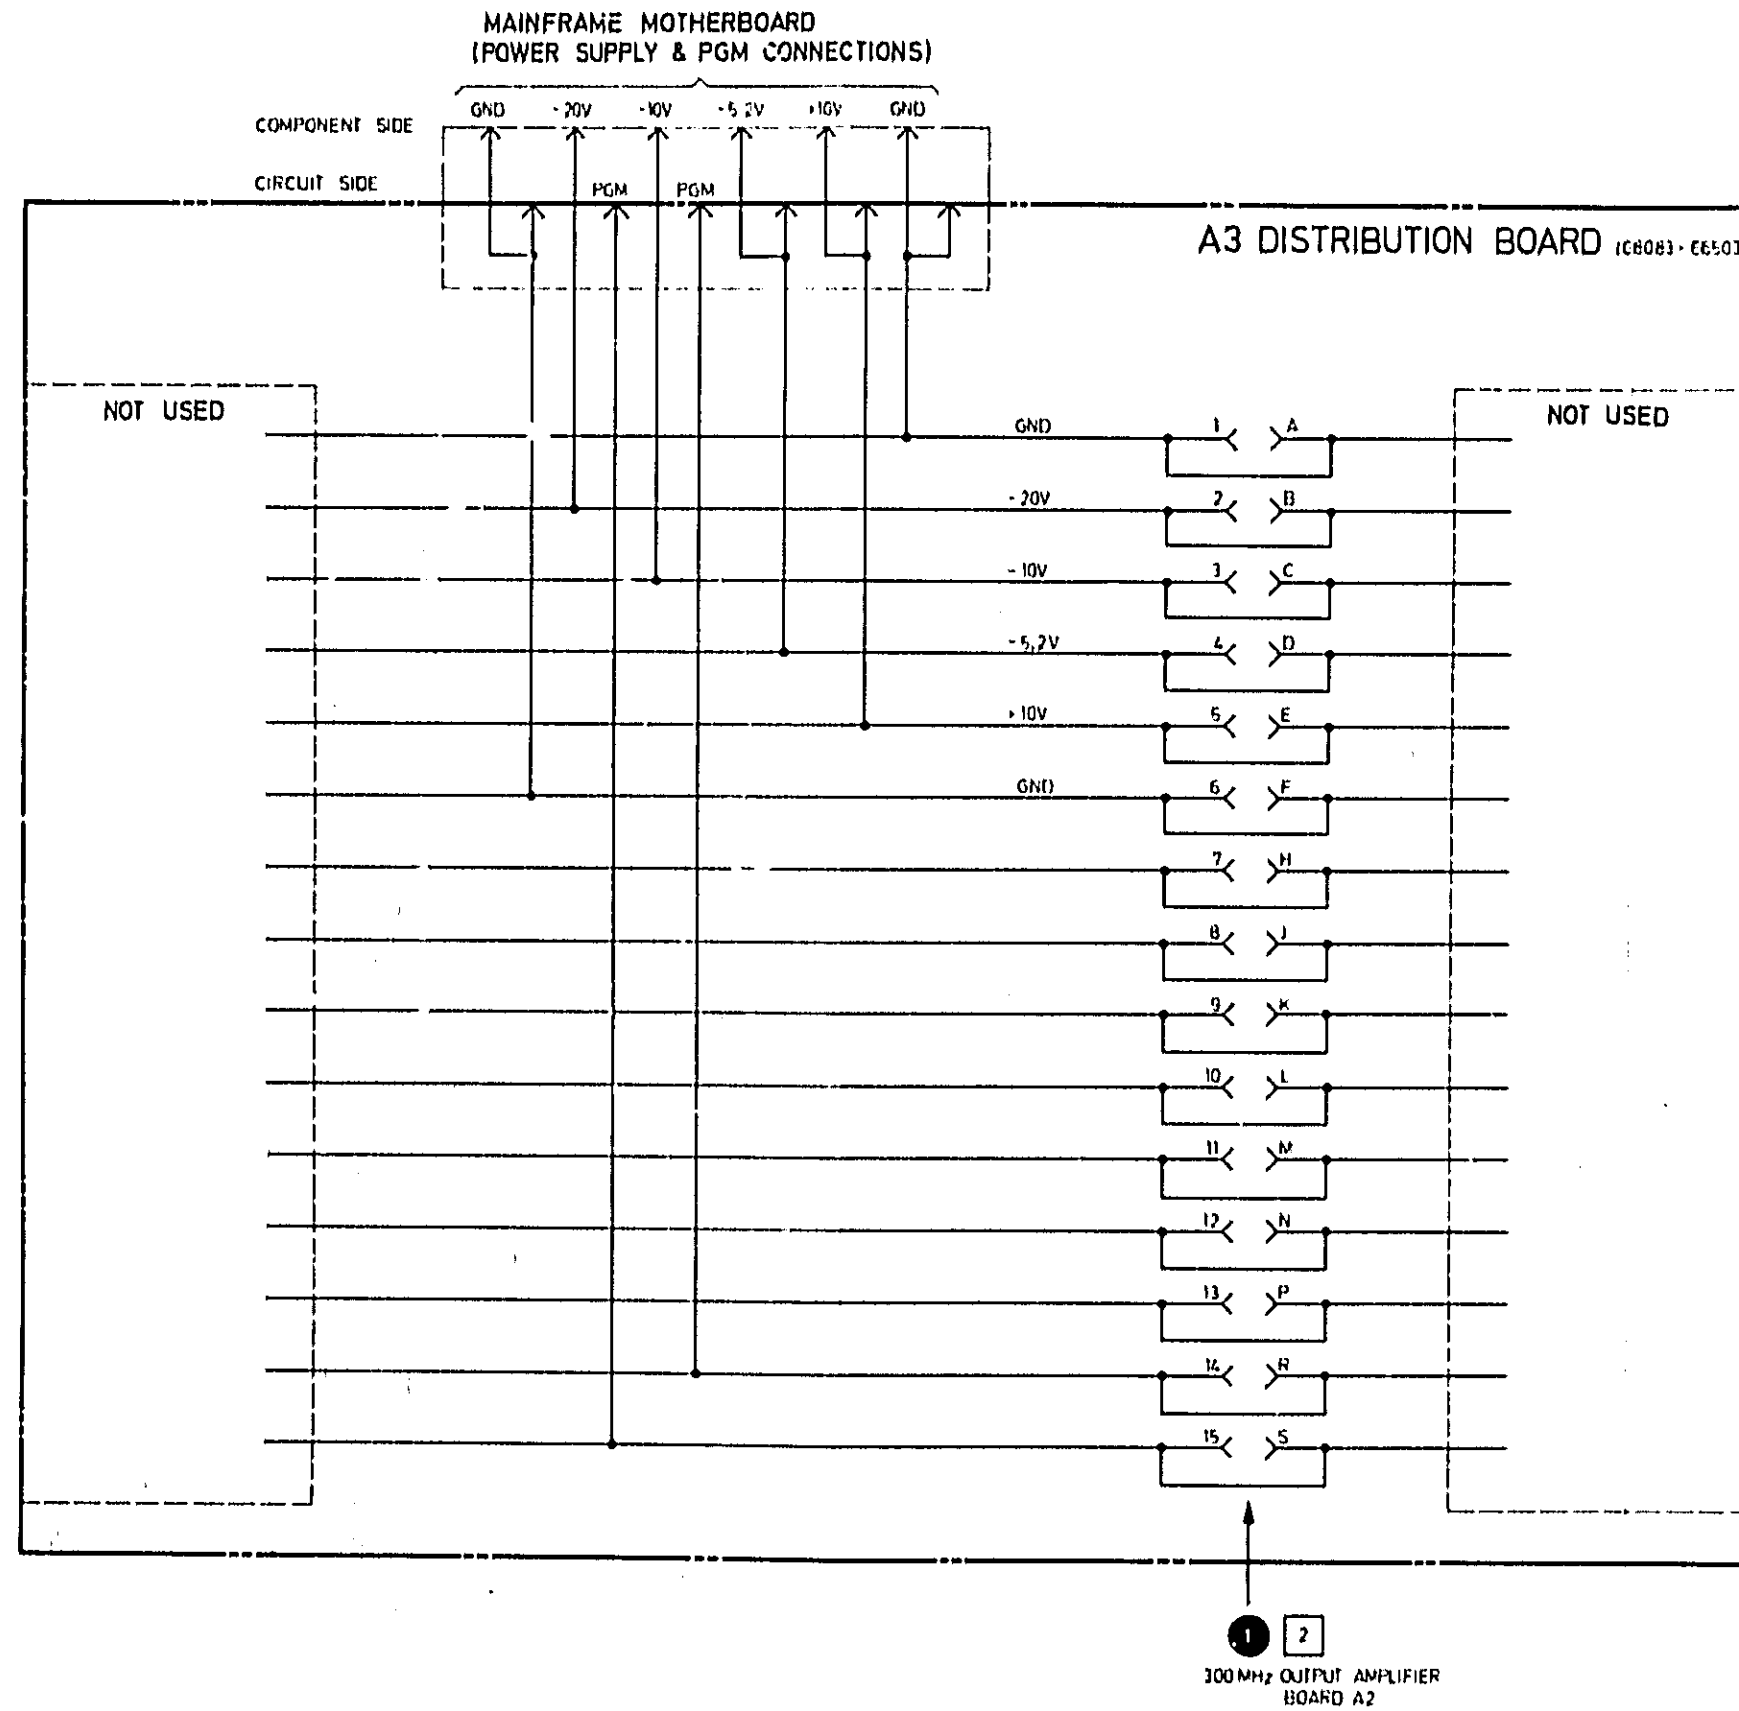 MAINFRAME MOTHERBOARD
(POWER SUPPLY & PGM CONNECTIONS)
GND -20V -10V -5,2V +10V GND
COMPONENT SIDE
CIRCUIT SIDE
PGM PGM
A3 DISTRIBUTION BOARD
NOT USED
NOT USED
GND 1 A
-20V 2 B
-10V 3 C
-5,2V 4 D
+10V 5 E
GND 6 F
7 H
8 J
9 K
10 L
11 M
12 N
13 P
14 R
15 S
1 2
300 MHz OUTPUT AMPLIFIER
BOARD A2